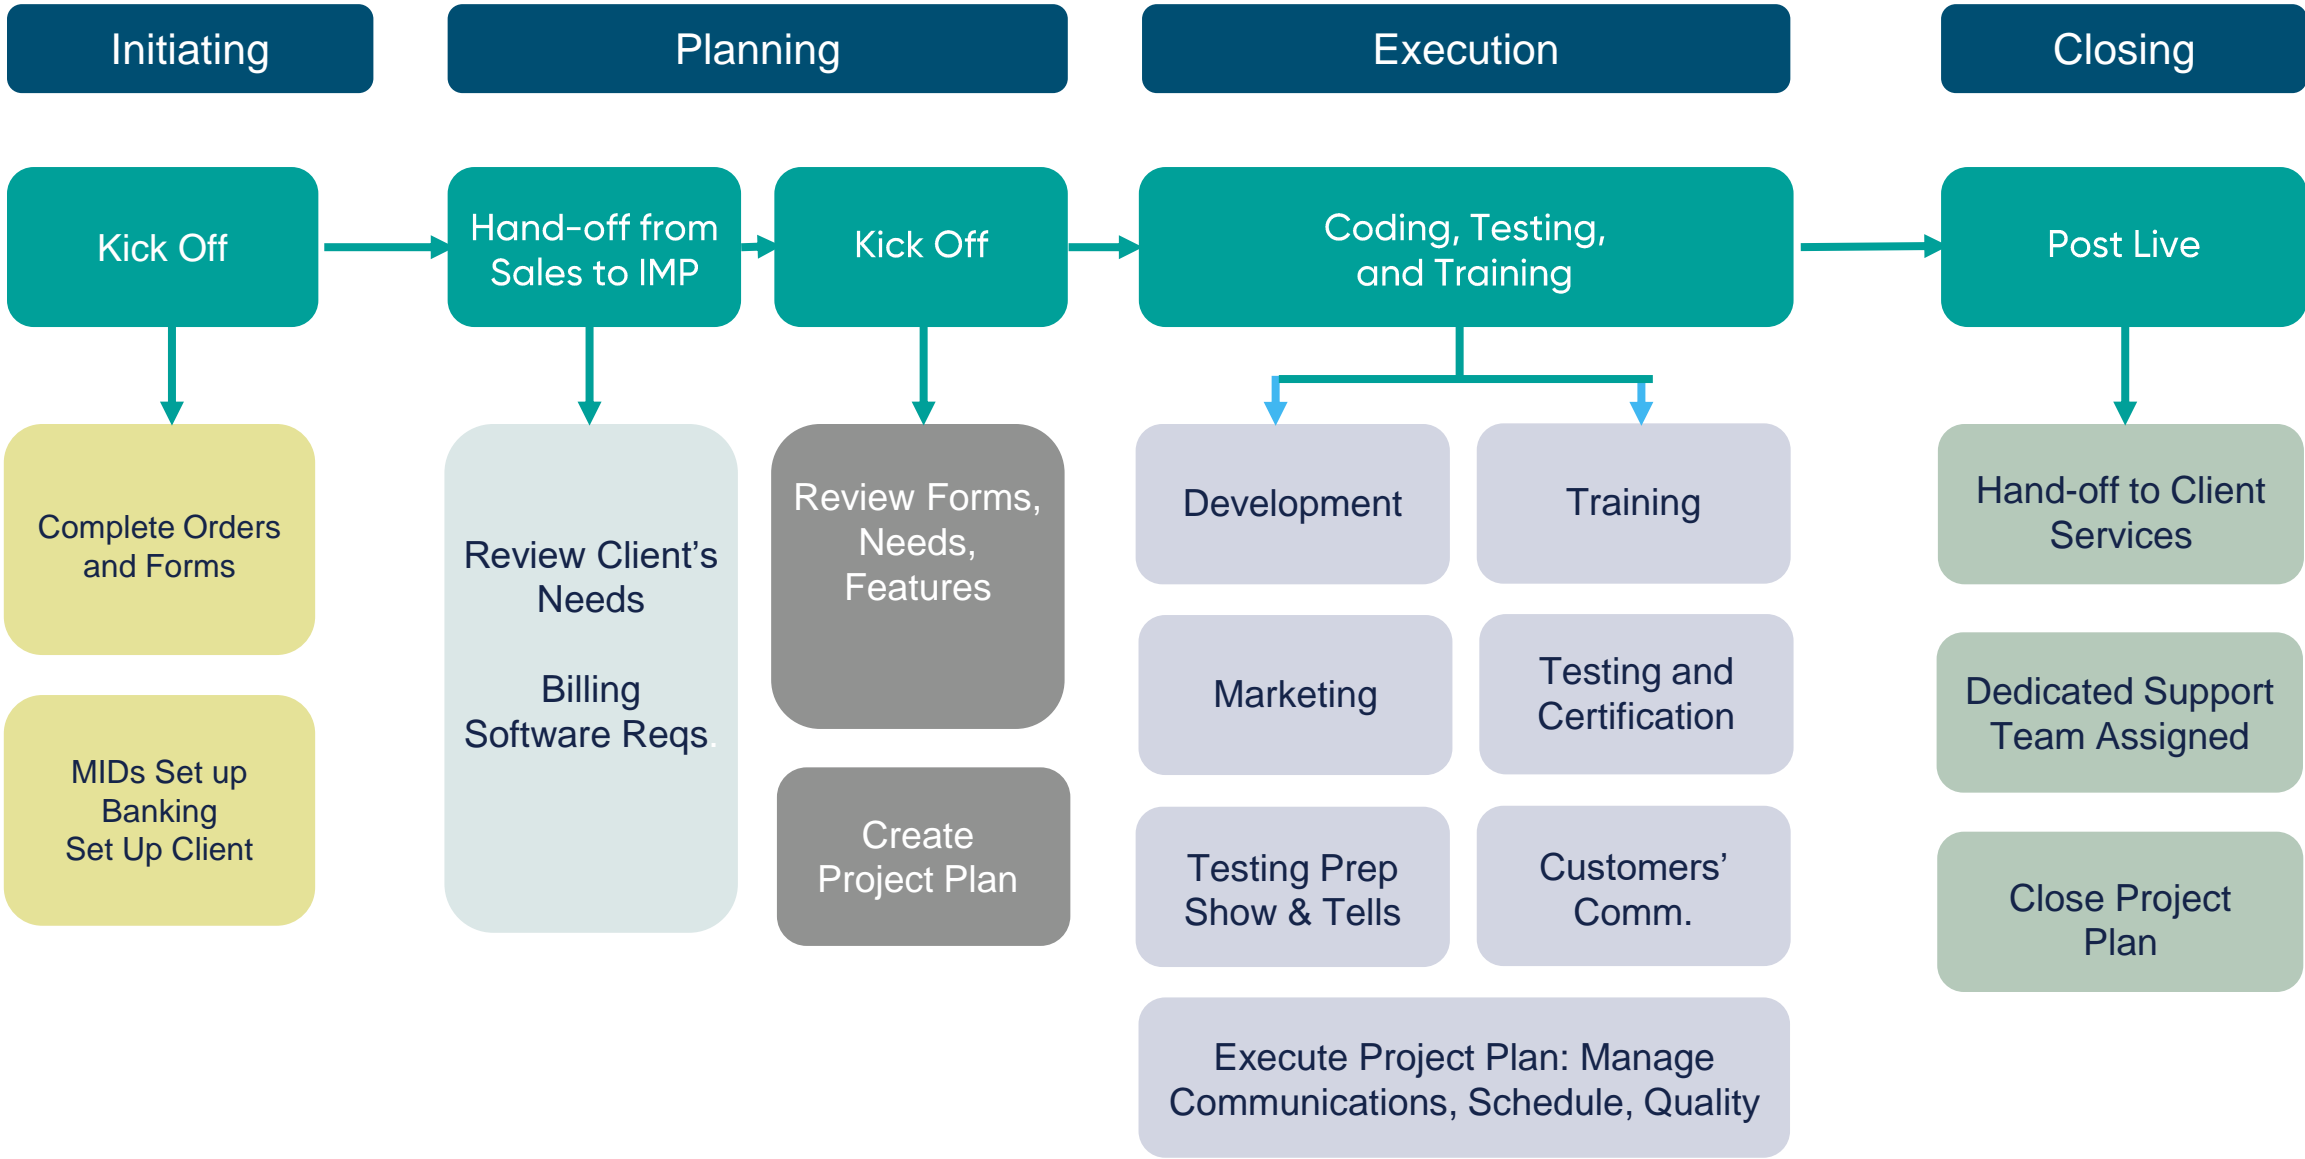 Initiating
Planning
Execution
Closing
Kick Off
Hand-off from
Sales to IMP
Kick Off
Coding, Testing,
and Training
Post Live
Complete Orders
and Forms
MIDs Set up
Banking
Set Up Client
Review Client’s
Needs
Billing
Software Reqs.
Review Forms,
Needs,
Features
Create
Project Plan
Development
Training
Marketing
Testing and
Certification
Testing Prep
Show & Tells
Customers’
Comm.
Execute Project Plan: Manage
Communications, Schedule, Quality
Hand-off to Client
Services
Dedicated Support
Team Assigned
Close Project
Plan